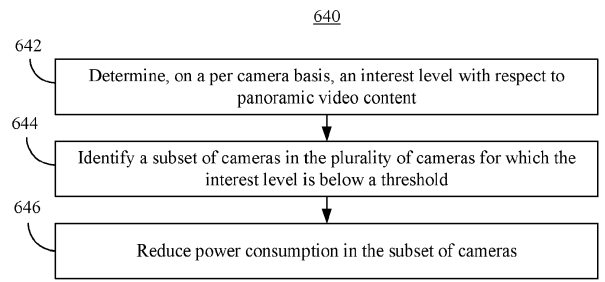 640
642
Determine, on a per camera basis, an interest level with respect to
panoramic video content
644
Identify a subset of cameras in the plurality of cameras for which the
interest level is below a threshold
646
Reduce power consumption in the subset of cameras